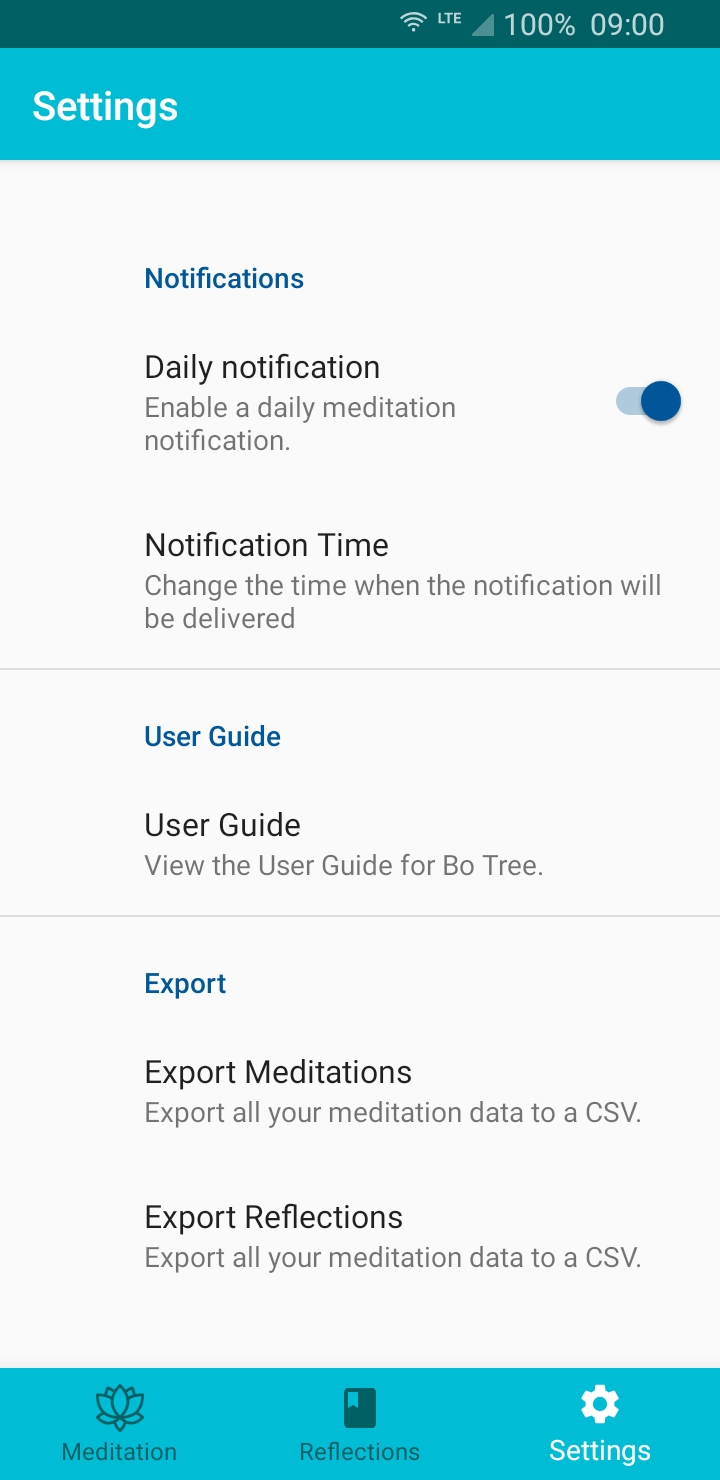 LTE 100% 09:00
Settings
Notifications
Daily notification
Enable a daily meditation
notification.
Notification Time
Change the time when the notification will
be delivered
User Guide
User Guide
View the User Guide for Bo Tree.
Export
Export Meditations
Export all your meditation data to a CSV.
Export Reflections
Export all your meditation data to a CSV.
Meditation Reflections Settings